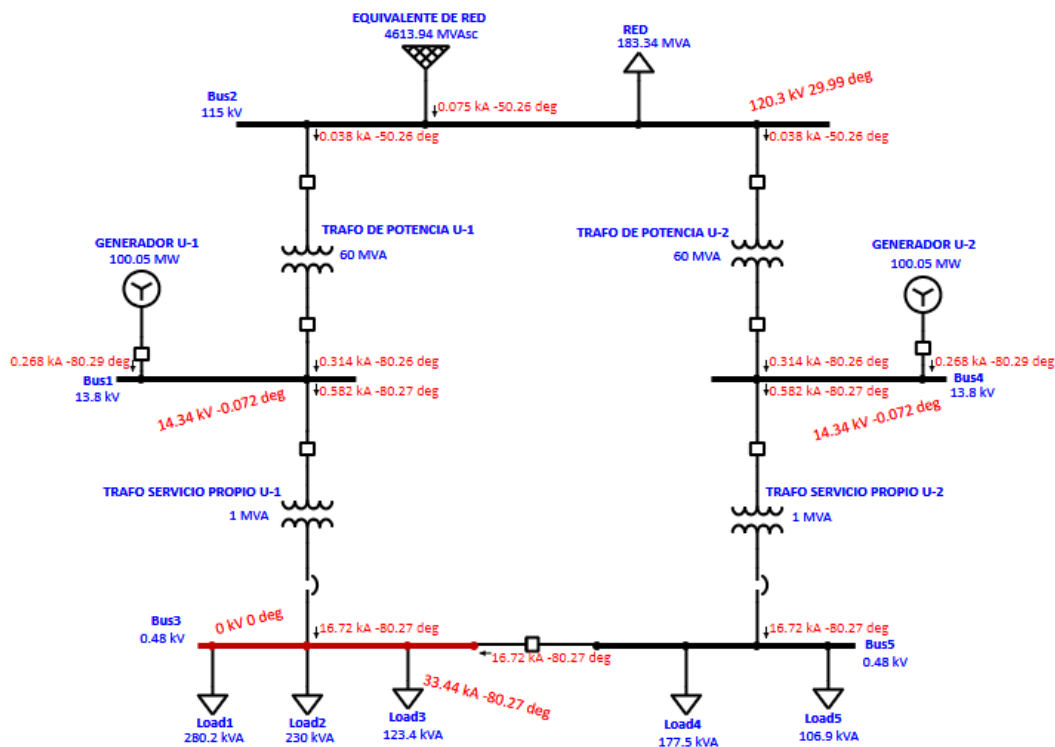 EQUIVALENTE DE RED
4613.94 MVAsc
RED
183.34 MVA
Bus2
115 kV
0.075 kA -50.26 deg
120.3 kV 29.99 deg
0.038 kA -50.26 deg
0.038 kA -50.26 deg
TRAFO DE POTENCIA U-1
60 MVA
TRAFO DE POTENCIA U-2
60 MVA
GENERADOR U-1
100.05 MW
GENERADOR U-2
100.05 MW
0.268 kA -80.29 deg
0.314 kA -80.26 deg
0.314 kA -80.26 deg
0.268 kA -80.29 deg
Bus1
13.8 kV
0.582 kA -80.27 deg
0.582 kA -80.27 deg
Bus4
13.8 kV
14.34 kV -0.072 deg
14.34 kV -0.072 deg
TRAFO SERVICIO PROPIO U-1
1 MVA
TRAFO SERVICIO PROPIO U-2
1 MVA
Bus3
0.48 kV
0 kV 0 deg
16.72 kA -80.27 deg
16.72 kA -80.27 deg
16.72 kA -80.27 deg
Bus5
0.48 kV
33.44 kA -80.27 deg
Load1
280.2 kVA
Load2
230 kVA
Load3
123.4 kVA
Load4
177.5 kVA
Load5
106.9 kVA